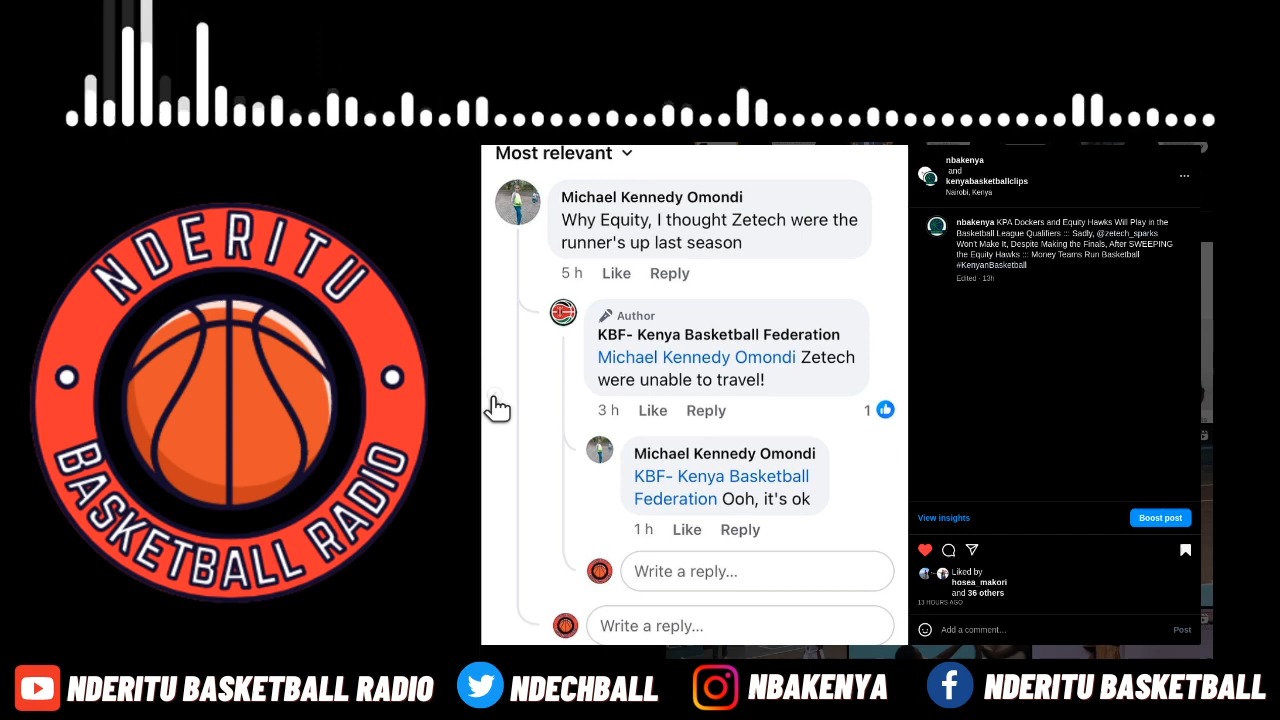 NDERITU
BASKETBALL RADIO
Most relevant
Michael Kennedy Omondi
Why Equity, I thought Zetech were the
runner's up last season
5 h Like Reply
Author
KBF- Kenya Basketball Federation
Michael Kennedy Omondi Zetech
were unable to travel!
3 h Like Reply 1
Michael Kennedy Omondi
KBF- Kenya Basketball
Federation Ooh, it's ok
1 h Like Reply
Write a reply...
Write a reply...
nbakenya
and
kenyabasketballclips
Nairobi, Kenya
nbakenya KPA Dockers and Equity Hawks Will Play in the
Basketball League Qualifiers ::: Sadly, @zetech_sparks
Won't Make It, Despite Making the Finals, After SWEEPING
the Equity Hawks ::: Money Teams Run Basketball
#KenyanBasketball
Edited · 13h
View insights
Boost post
Liked by
hosea_makori
and 36 others
13 HOURS AGO
Add a comment...
Post
NDERITU BASKETBALL RADIO
NDECHBALL
NBAKENYA
NDERITU BASKETBALL